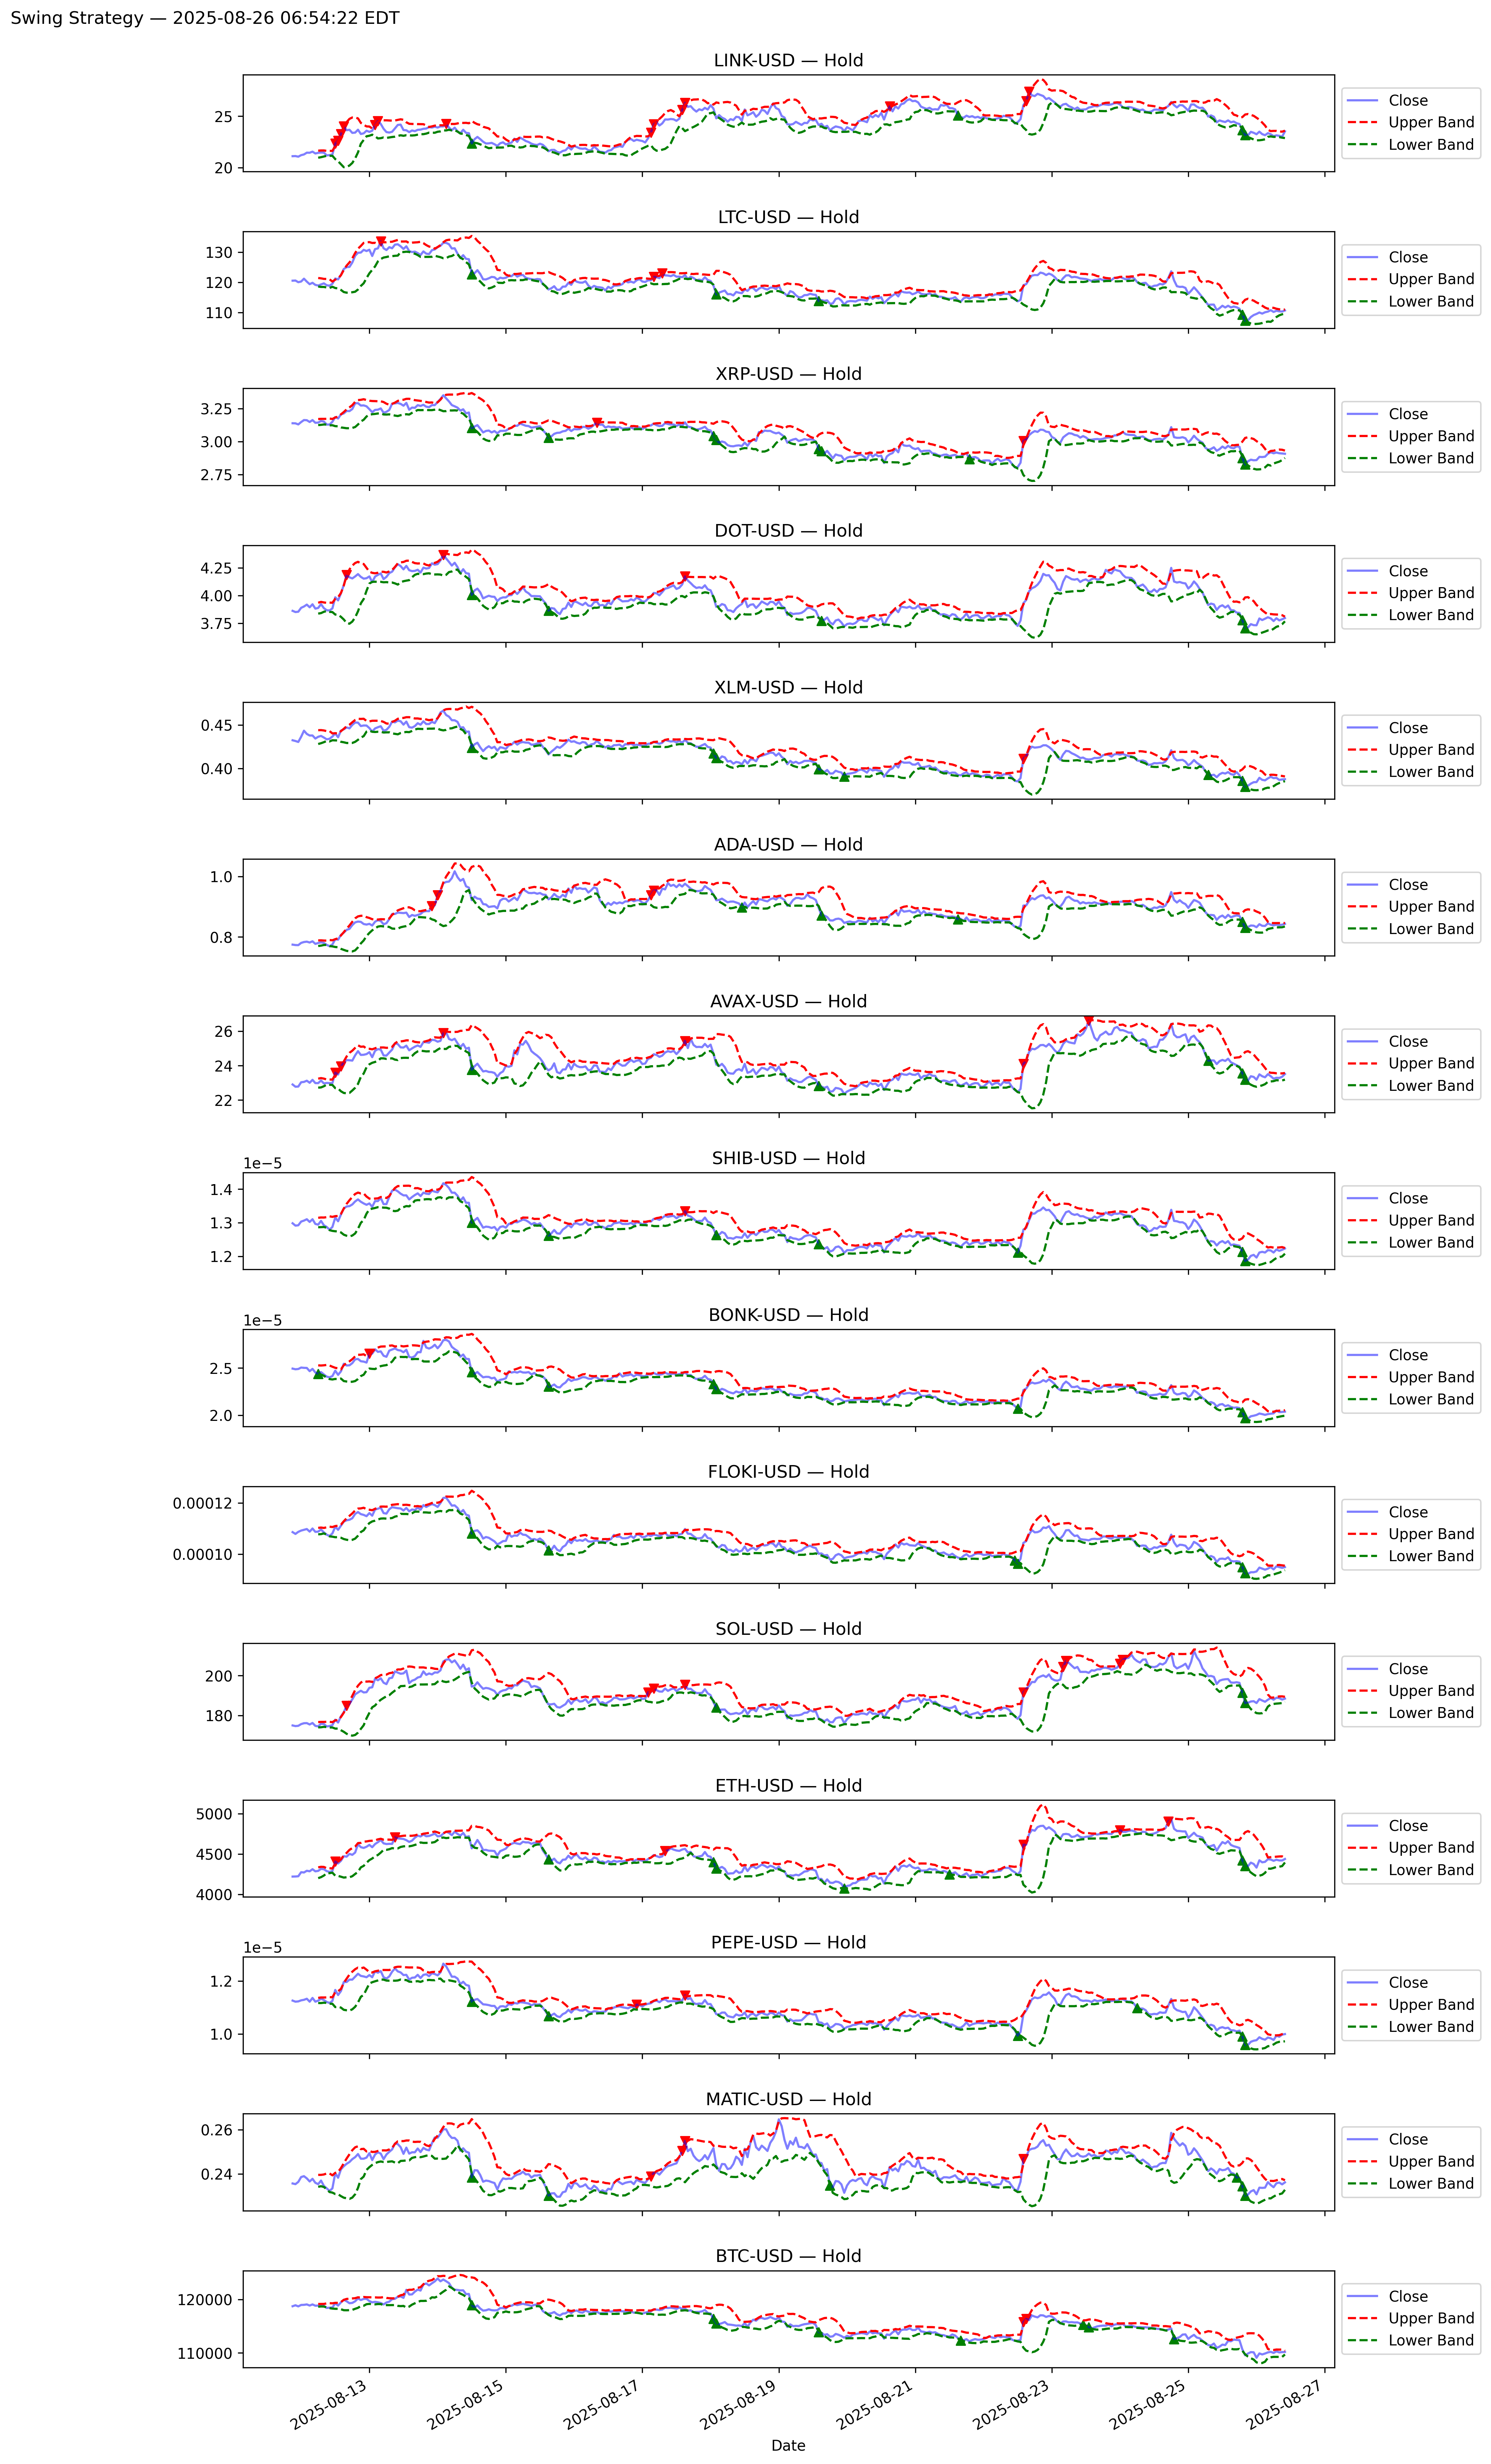 Swing Strategy — 2025-08-26 06:54:22 EDT
LINK-USD — Hold
25
20
Close
Upper Band
Lower Band
LTC-USD — Hold
130
120
110
Close
Upper Band
Lower Band
XRP-USD — Hold
3.25
3.00
2.75
Close
Upper Band
Lower Band
DOT-USD — Hold
4.25
4.00
3.75
Close
Upper Band
Lower Band
XLM-USD — Hold
0.45
0.40
Close
Upper Band
Lower Band
ADA-USD — Hold
1.0
0.8
Close
Upper Band
Lower Band
AVAX-USD — Hold
26
24
22
Close
Upper Band
Lower Band
SHIB-USD — Hold
1e−5
1.4
1.3
1.2
Close
Upper Band
Lower Band
BONK-USD — Hold
1e−5
2.5
2.0
Close
Upper Band
Lower Band
FLOKI-USD — Hold
0.00012
0.00010
Close
Upper Band
Lower Band
SOL-USD — Hold
200
180
Close
Upper Band
Lower Band
ETH-USD — Hold
5000
4500
4000
Close
Upper Band
Lower Band
PEPE-USD — Hold
1e−5
1.2
1.0
Close
Upper Band
Lower Band
MATIC-USD — Hold
0.26
0.24
Close
Upper Band
Lower Band
BTC-USD — Hold
120000
110000
Close
Upper Band
Lower Band
2025-08-13
2025-08-15
2025-08-17
2025-08-19
2025-08-21
2025-08-23
2025-08-25
2025-08-27
Date